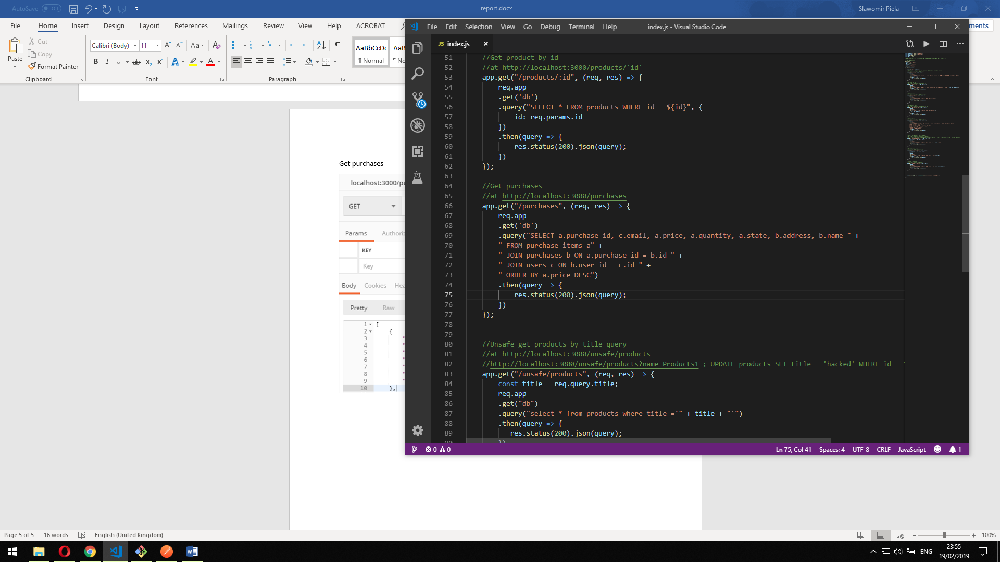 AutoSave Off
report.docx
Slawomir Piela
File Home Insert Design Layout References Mailings Review View Help ACROBAT
Paste
Cut
Copy
Format Painter
Clipboard
Calibri (Body) 11
Font
Paragraph
AaBbCcDc
¶ Normal
Get purchases
GET
Params
KEY
Key
Body Cookies
Pretty Raw
1 [
2 {
3 "
4 "
5 "
6 "
7 "
8 "
9 "
10 },
File Edit Selection View Go Debug Terminal Help
index.js - Visual Studio Code
JS index.js
51 //Get product by id
52 //at http://localhost:3000/products/'id'
53 app.get("/products/:id", (req, res) => {
54 req.app
55 .get('db')
56 .query("SELECT * FROM products WHERE id = ${id}", {
57 id: req.params.id
58 })
59 .then(query => {
60 res.status(200).json(query);
61 })
62 });
63
64 //Get purchases
65 //at http://localhost:3000/purchases
66 app.get("/purchases", (req, res) => {
67 req.app
68 .get('db')
69 .query("SELECT a.purchase_id, c.email, a.price, a.quantity, a.state, b.address, b.name " +
70 " FROM purchase_items a" +
71 " JOIN purchases b ON a.purchase_id = b.id " +
72 " JOIN users c ON b.user_id = c.id " +
73 " ORDER BY a.price DESC")
74 .then(query => {
75 res.status(200).json(query);
76 })
77 });
78
79
80 //Unsafe get products by title query
81 //at http://localhost:3000/unsafe/products
82 //http://localhost:3000/unsafe/products?name=Products1 ; UPDATE products SET title = 'hacked' WHERE id =
83 app.get("/unsafe/products", (req, res) => {
84 const title = req.query.title;
85 req.app
86 .get("db")
87 .query("select * from products where title ='" + title + "'")
88 .then(query => {
89 res.status(200).json(query);
90 })
0 0
Ln 75, Col 41 Spaces: 4 UTF-8 CRLF JavaScript 1
Page 5 of 5 16 words English (United Kingdom)
100%
ENG
23:55
19/02/2019